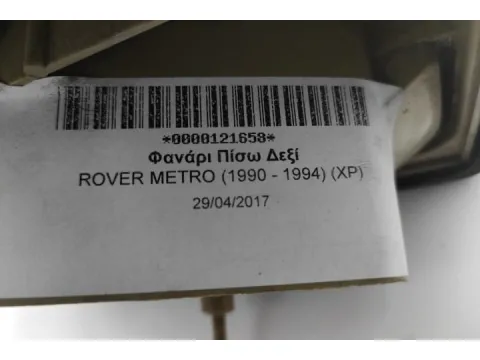 *0000121658*
Φανάρι Πίσω Δεξί
ROVER METRO (1990 - 1994) (XP)
29/04/2017